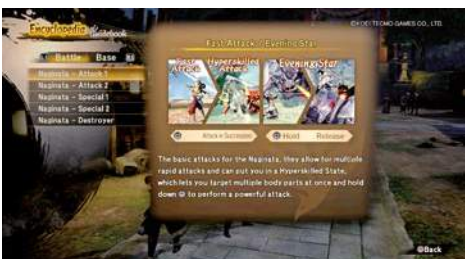 Encyclopedia Guidebook
©KOEI TECMO GAMES CO., LTD.
Battle Base
Naginata - Attack 1
Naginata - Attack 2
Naginata - Special 1
Naginata - Special 2
Naginata - Destroyer
Fast Attack / Evening Star
Fast Attack
Hyperskilled Attack
Evening Star
Attack in Succession
Hold Release
The basic attacks for the Naginata, they allow for multiple
rapid attacks and can put you in a Hyperskilled State,
which lets you target multiple body parts at once and hold
down to perform a powerful attack.
Back